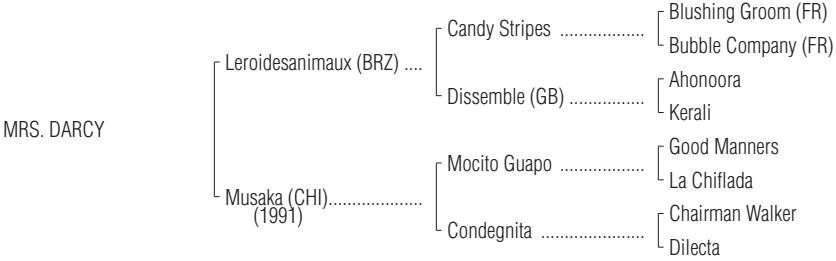 Blushing Groom (FR)
Candy Stripes ..................
Bubble Company (FR)
Leroidesanimaux (BRZ) ....
Ahonoora
Dissemble (GB) ................
Kerali
MRS. DARCY
Good Manners
Mocito Guapo ..................
La Chiflada
Musaka (CHI)....................
(1991)
Chairman Walker
Condegnita ......................
Dilecta